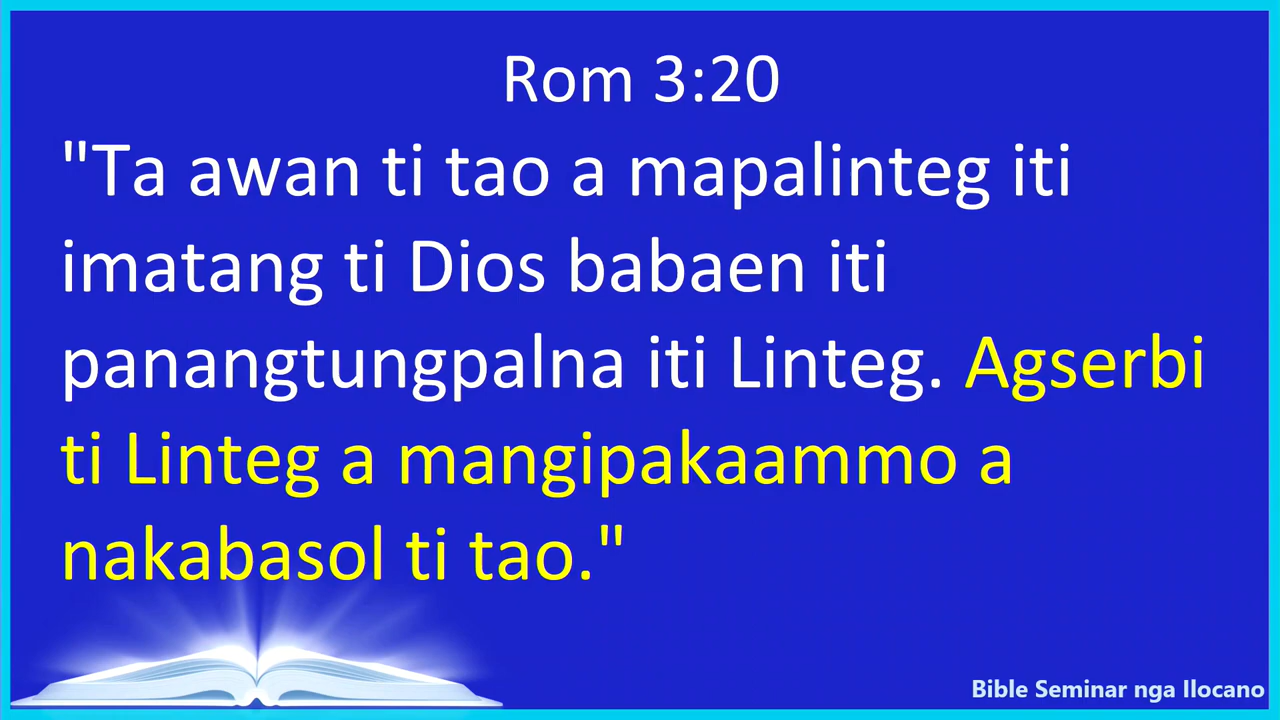 Rom 3:20
"Ta awan ti tao a mapalinteg iti
imatang ti Dios babaen iti
panangtungpalna iti Linteg. Agserbi
ti Linteg a mangipakaammo a
nakabasol ti tao."
Bible Seminar nga Ilocano